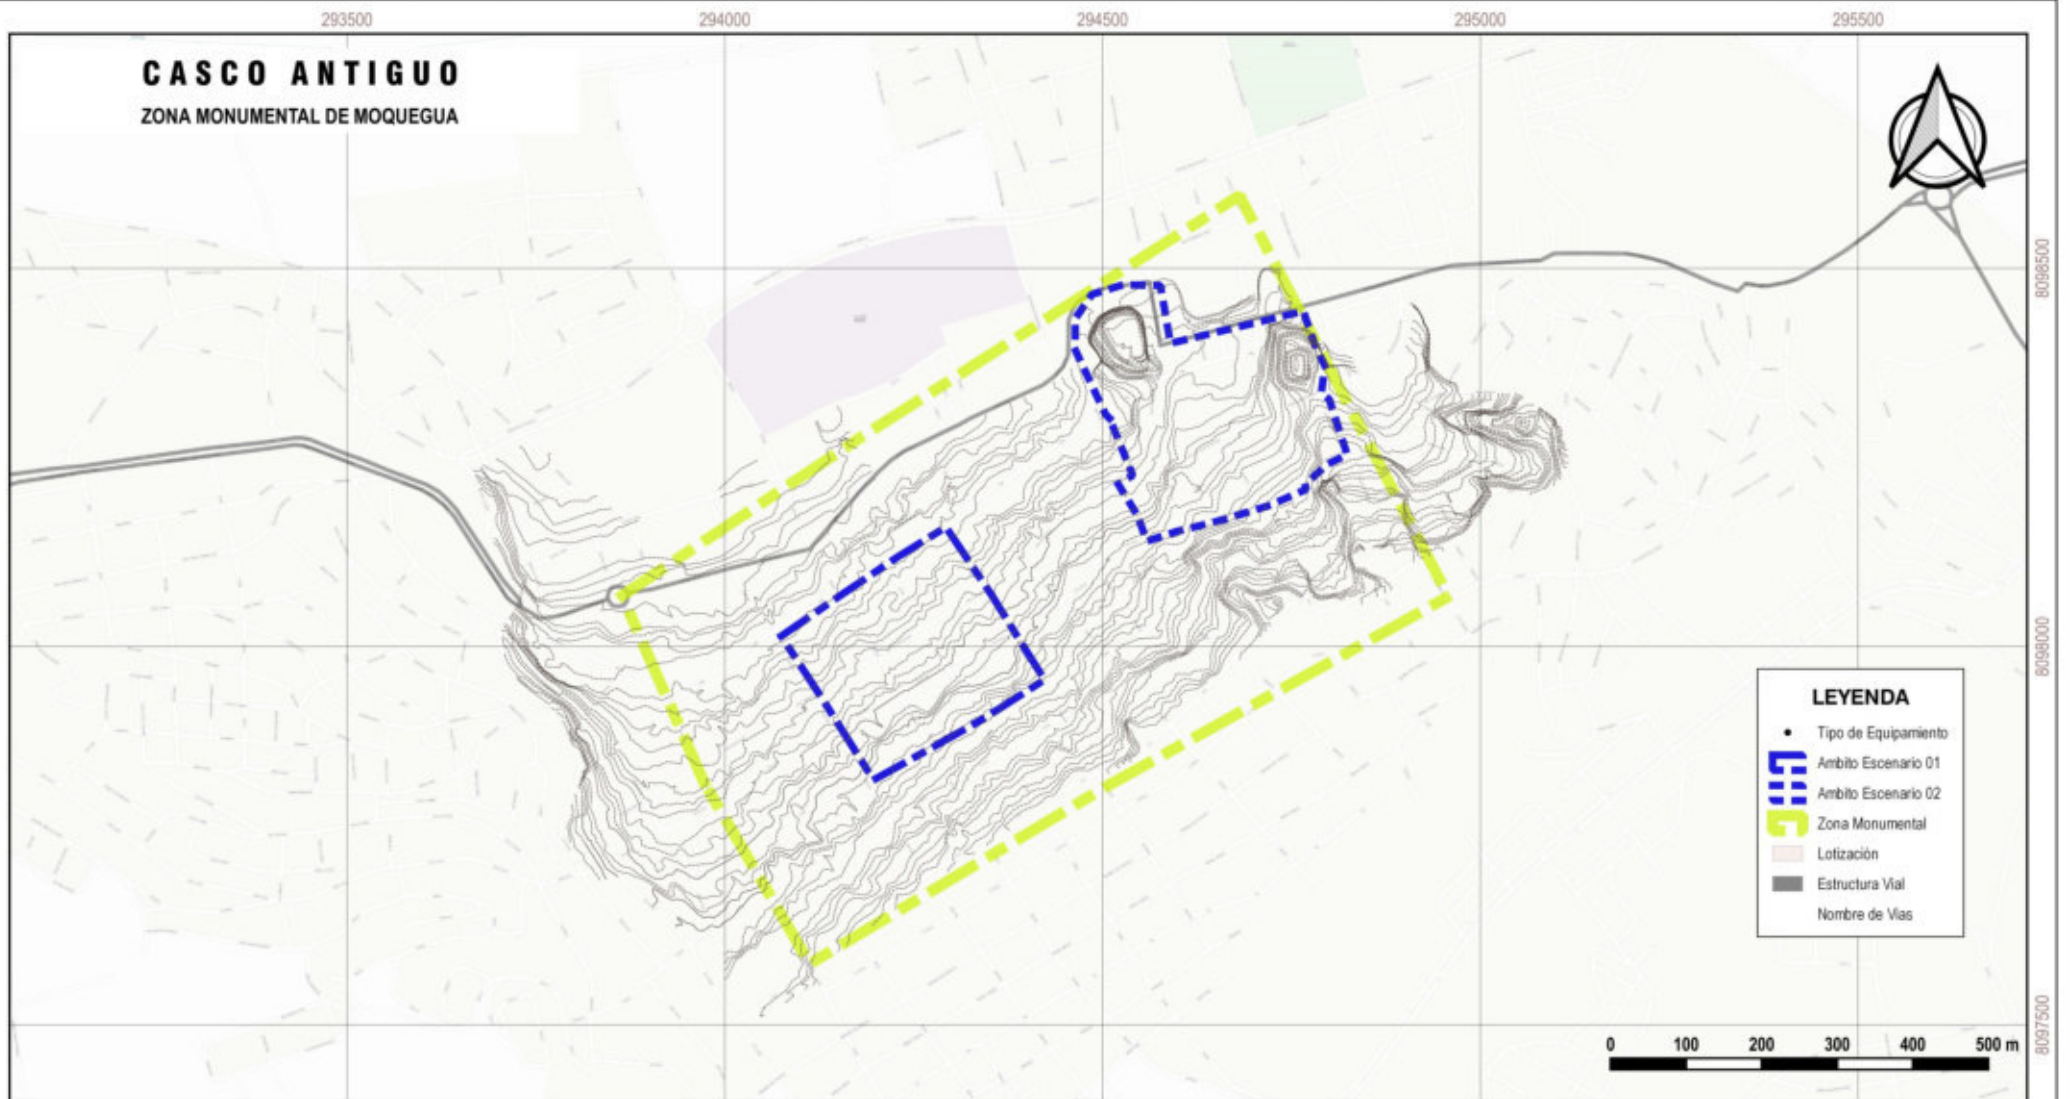 293500
294000
294500
295000
295500
CASCO ANTIGUO
ZONA MONUMENTAL DE MOQUEGUA
8098500
8098000
8097500
LEYENDA
Tipo de Equipamiento
Ambito Escenario 01
Ambito Escenario 02
Zona Monumental
Lotización
Estructura Vial
Nombre de Vias
0 100 200 300 400 500 m